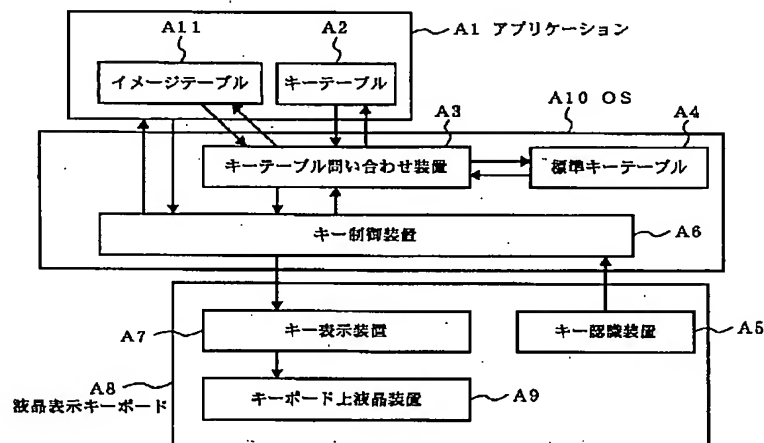 A11
A2
A1 アプリケーション
イメージテーブル
キーテーブル
A10 OS
A3
A4
キーテーブル問い合わせ装置
標準キーテーブル
キー制御装置
A6
A7
キー表示装置
キー認識装置
A5
A8
液晶表示キーボード
キーボード上液晶装置
A9